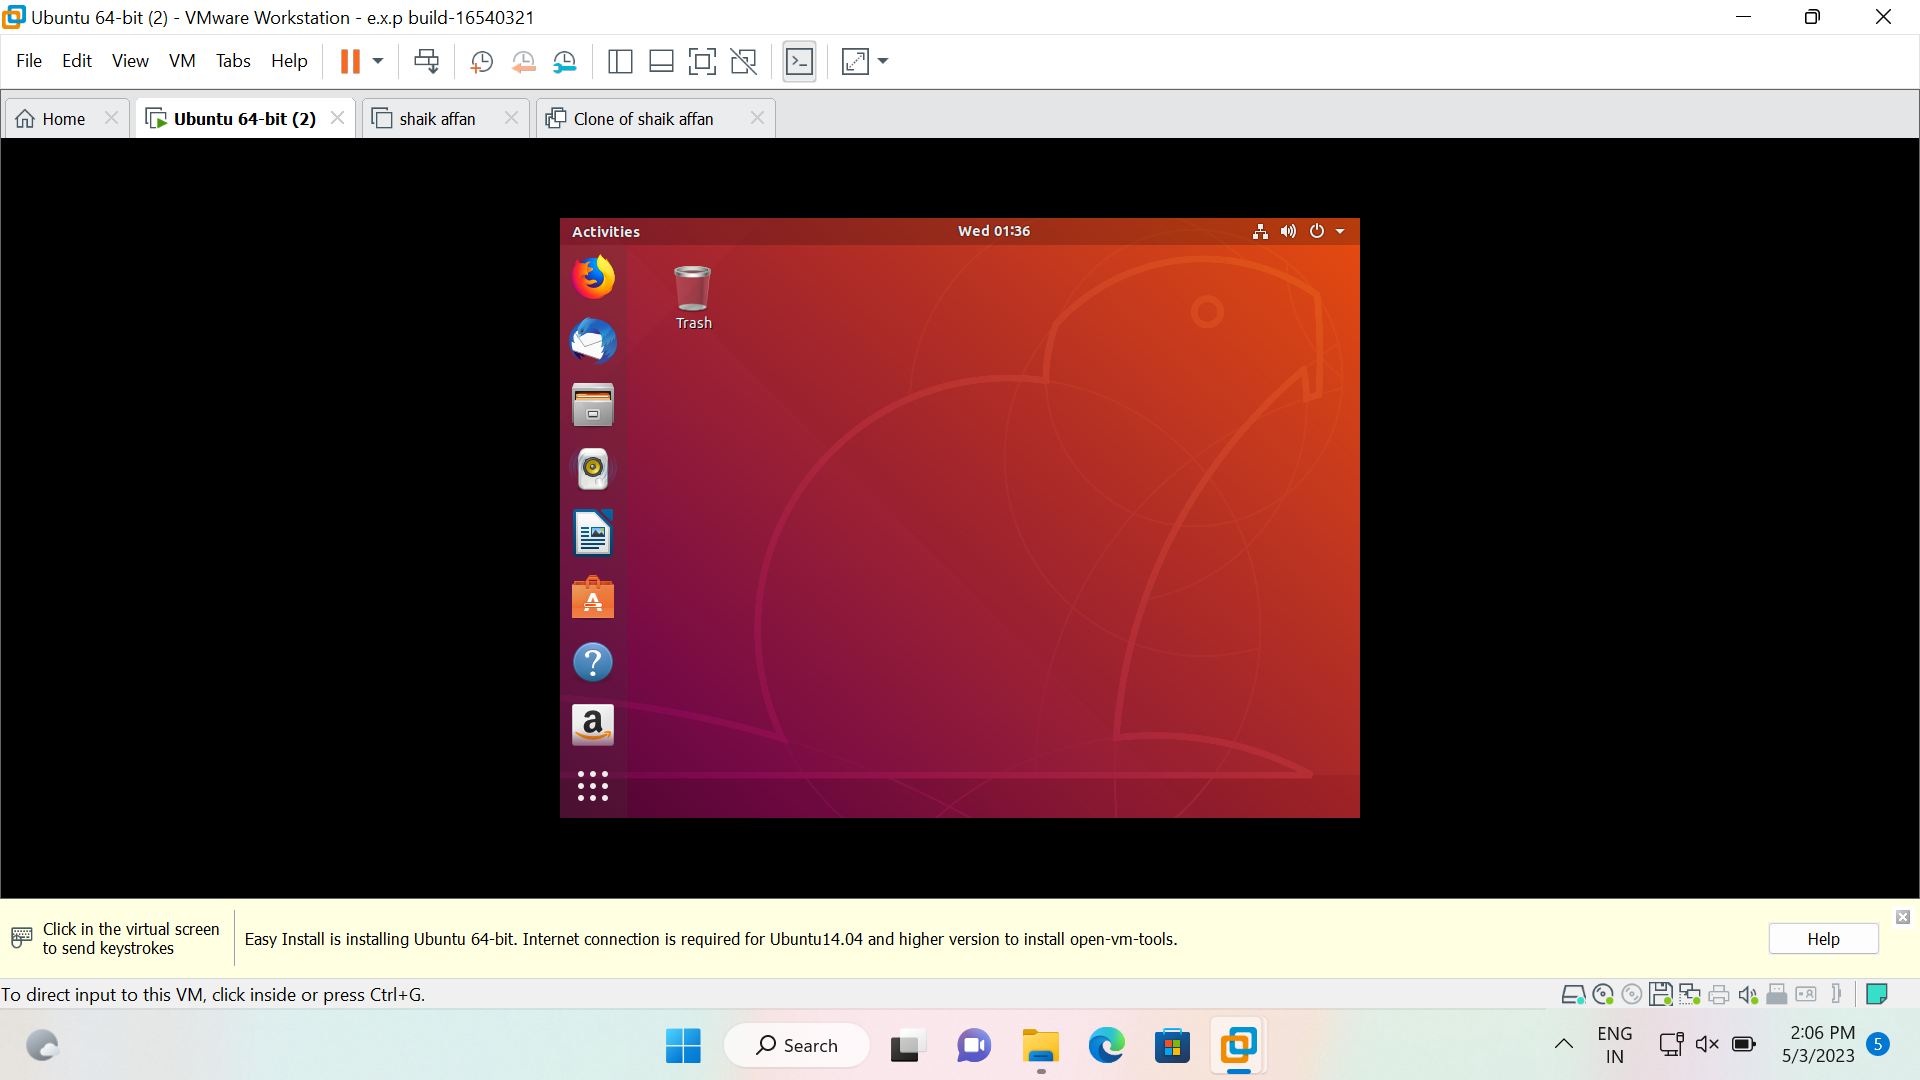 Ubuntu 64-bit (2) - VMware Workstation - e.x.p build-16540321
File Edit View VM Tabs Help
Home
Ubuntu 64-bit (2)
shaik affan
Clone of shaik affan
Activities
Wed 01:36
Trash
Click in the virtual screen
to send keystrokes
Easy Install is installing Ubuntu 64-bit. Internet connection is required for Ubuntu14.04 and higher version to install open-vm-tools.
Help
To direct input to this VM, click inside or press Ctrl+G.
Search
ENG
IN
2:06 PM
5/3/2023
5